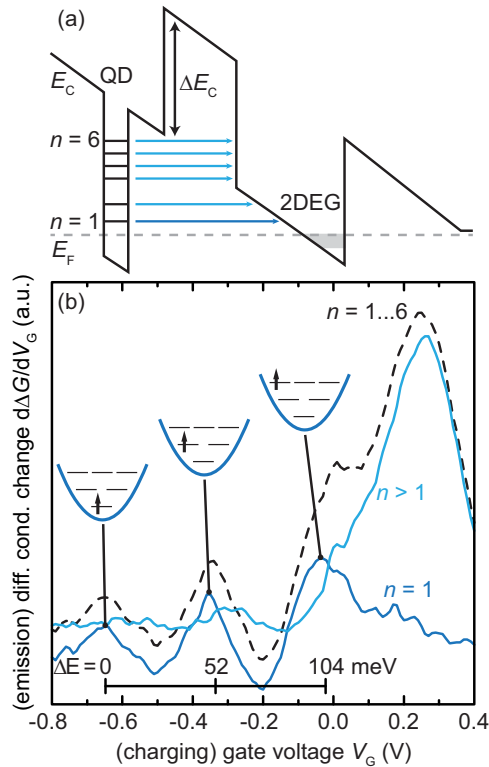 (a)
E_C
QD
ΔE_C
n = 6
2DEG
n = 1
E_F
(b)
n = 1...6
n > 1
n = 1
ΔE = 0 52 104 meV
-0.8 -0.6 -0.4 -0.2 0.0 0.2 0.4
(charging) gate voltage V_G (V)
(emission) diff. cond. change dΔG/dV_G (a.u.)